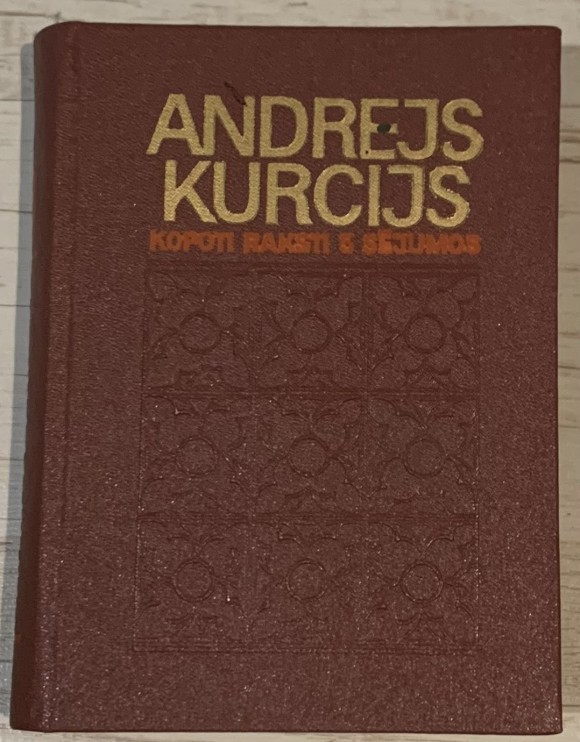 ANDREJS
KURCIJS
KOPOTI RAKSTI 5 SĒJUMOS